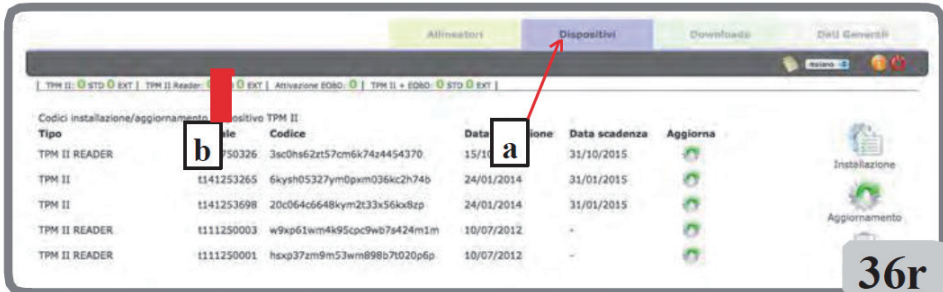 Allineatori Dispositivi Downloads Dati Generali
Italiano
| TPM II: 0 STD 0 EXT | TPM II Reader: 0 EXT | Attivazione EOBD: 0 | TPM II + EOBD: 0 STD 0 EXT |
Codici installazione/aggiornamento TPM II
Tipo Codice Data Data scadenza Aggiorna
b
a
TPM II READER 3sc0hs62zt57cm6k74z4454370 31/10/2015
TPM II t141253265 6kysh05327ym0pxm036kc2h74b 24/01/2014 31/01/2015
TPM II t141253698 20c064c6648kym2t33x56kx8zp 24/01/2014 31/01/2015
TPM II READER t111250003 w9xp61wm4k95cpc9wb7s424m1m 10/07/2012 -
TPM II READER t111250001 hsxp37zm9m53wm898b7t020p6p 10/07/2012 -
Installazione
Aggiornamento
36r